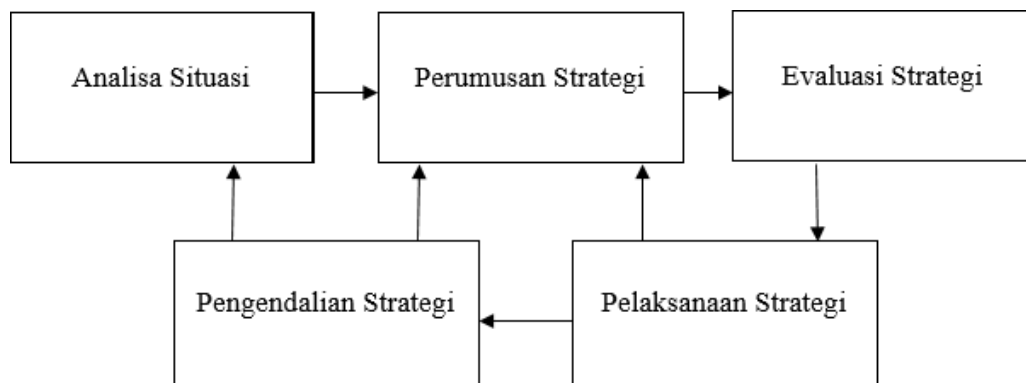 Analisa Situasi
Perumusan Strategi
Evaluasi Strategi
Pengendalian Strategi
Pelaksanaan Strategi